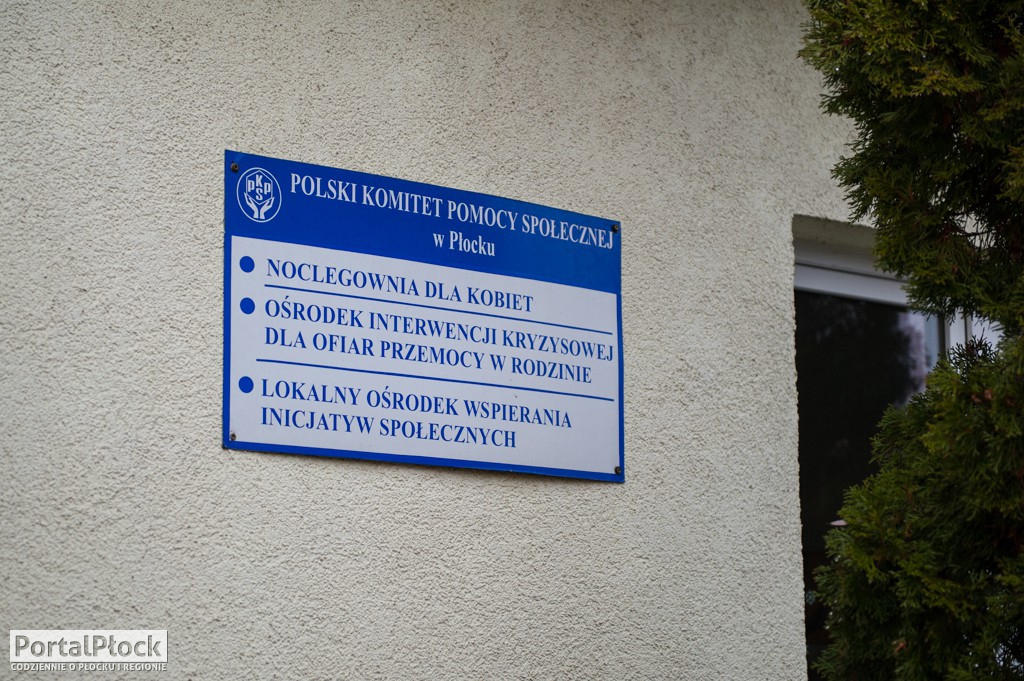 PKPS
POLSKI KOMITET POMOCY SPOŁECZNEJ
w Płocku
NOCLEGOWNIA DLA KOBIET
OŚRODEK INTERWENCJI KRYZYSOWEJ
DLA OFIAR PRZEMOCY W RODZINIE
LOKALNY OŚRODEK WSPIERANIA
INICJATYW SPOŁECZNYCH
PortalPłock
CODZIENNIE O PŁOCKU I REGIONIE